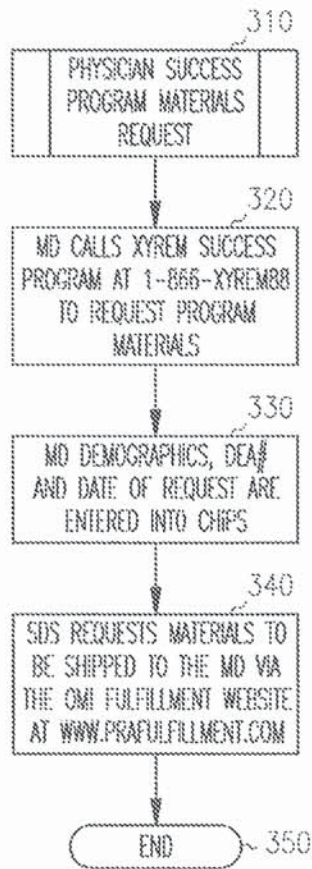 310
PHYSICIAN SUCCESS
PROGRAM MATERIALS
REQUEST
320
MD CALLS XYREM SUCCESS
PROGRAM AT 1-866-XYREM88
TO REQUEST PROGRAM
MATERIALS
330
MD DEMOGRAPHICS, DEA#
AND DATE OF REQUEST ARE
ENTERED INTO CHIPS
340
SDS REQUESTS MATERIALS TO
BE SHIPPED TO THE MD VIA
THE OMI FULFILLMENT WEBSITE
AT WWW.PRAFULFILLMENT.COM
END
350